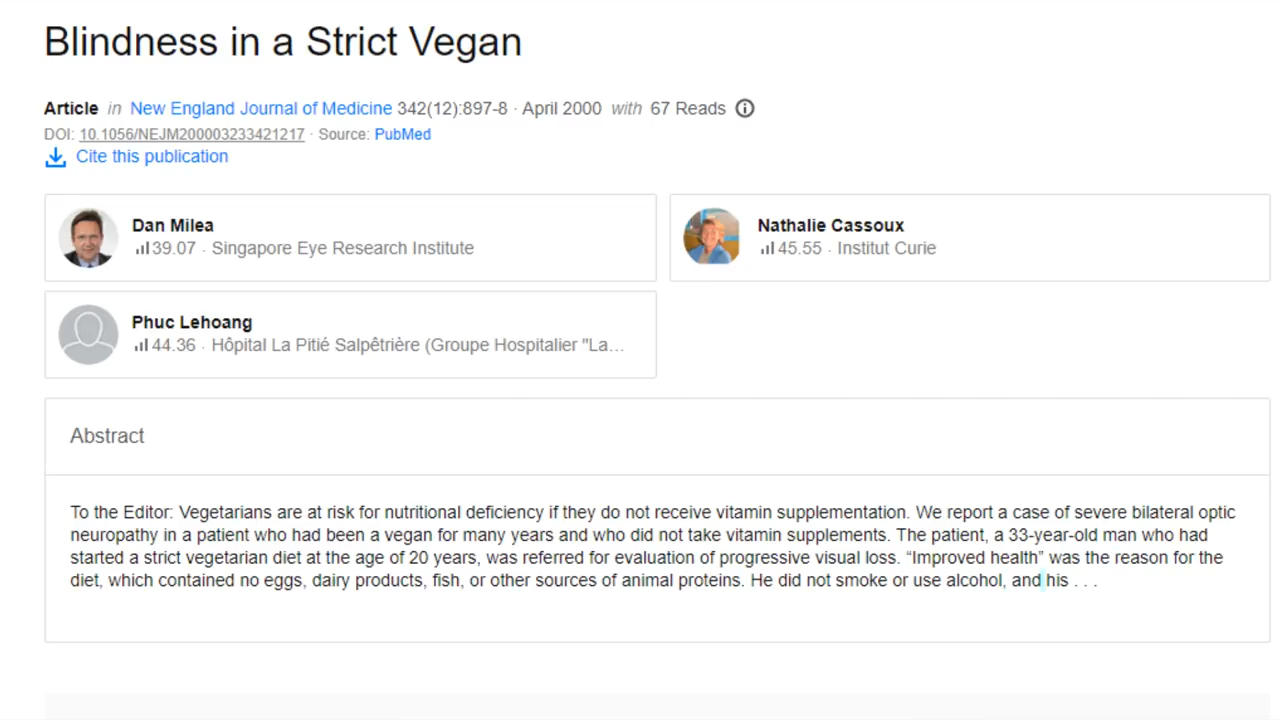 Blindness in a Strict Vegan
Article in New England Journal of Medicine 342(12):897-8 · April 2000 with 67 Reads
DOI: 10.1056/NEJM200003233421217 · Source: PubMed
Cite this publication
Dan Milea
39.07 · Singapore Eye Research Institute
Nathalie Cassoux
45.55 · Institut Curie
Phuc Lehoang
44.36 · Hôpital La Pitié Salpêtrière (Groupe Hospitalier "La…
Abstract
To the Editor: Vegetarians are at risk for nutritional deficiency if they do not receive vitamin supplementation. We report a case of severe bilateral optic
neuropathy in a patient who had been a vegan for many years and who did not take vitamin supplements. The patient, a 33-year-old man who had
started a strict vegetarian diet at the age of 20 years, was referred for evaluation of progressive visual loss. “Improved health” was the reason for the
diet, which contained no eggs, dairy products, fish, or other sources of animal proteins. He did not smoke or use alcohol, and his . . .